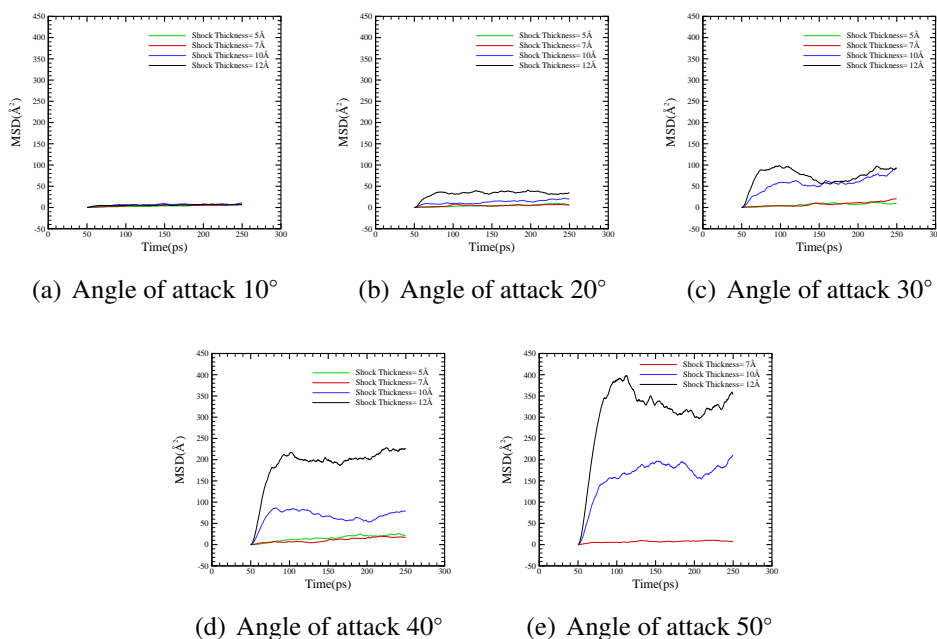 450
400
350
300
250
200
150
100
50
0
-50
MSD(Å²)
Shock Thickness= 5Å
Shock Thickness= 7Å
Shock Thickness= 10Å
Shock Thickness= 12Å
0 50 100 150 200 250 300
Time(ps)
(a) Angle of attack 10°
450
400
350
300
250
200
150
100
50
0
-50
MSD(Å²)
Shock Thickness= 5Å
Shock Thickness= 7Å
Shock Thickness= 10Å
Shock Thickness= 12Å
0 50 100 150 200 250 300
Time(ps)
(b) Angle of attack 20°
450
400
350
300
250
200
150
100
50
0
-50
MSD(Å²)
Shock Thickness= 5Å
Shock Thickness= 7Å
Shock Thickness= 10Å
Shock Thickness= 12Å
0 50 100 150 200 250 300
Time(ps)
(c) Angle of attack 30°
450
400
350
300
250
200
150
100
50
0
-50
MSD(Å²)
Shock Thickness= 5Å
Shock Thickness= 7Å
Shock Thickness= 10Å
Shock Thickness= 12Å
0 50 100 150 200 250 300
Time(ps)
(d) Angle of attack 40°
450
400
350
300
250
200
150
100
50
0
-50
MSD(Å²)
Shock Thickness= 7Å
Shock Thickness= 10Å
Shock Thickness= 12Å
0 50 100 150 200 250 300
Time(ps)
(e) Angle of attack 50°